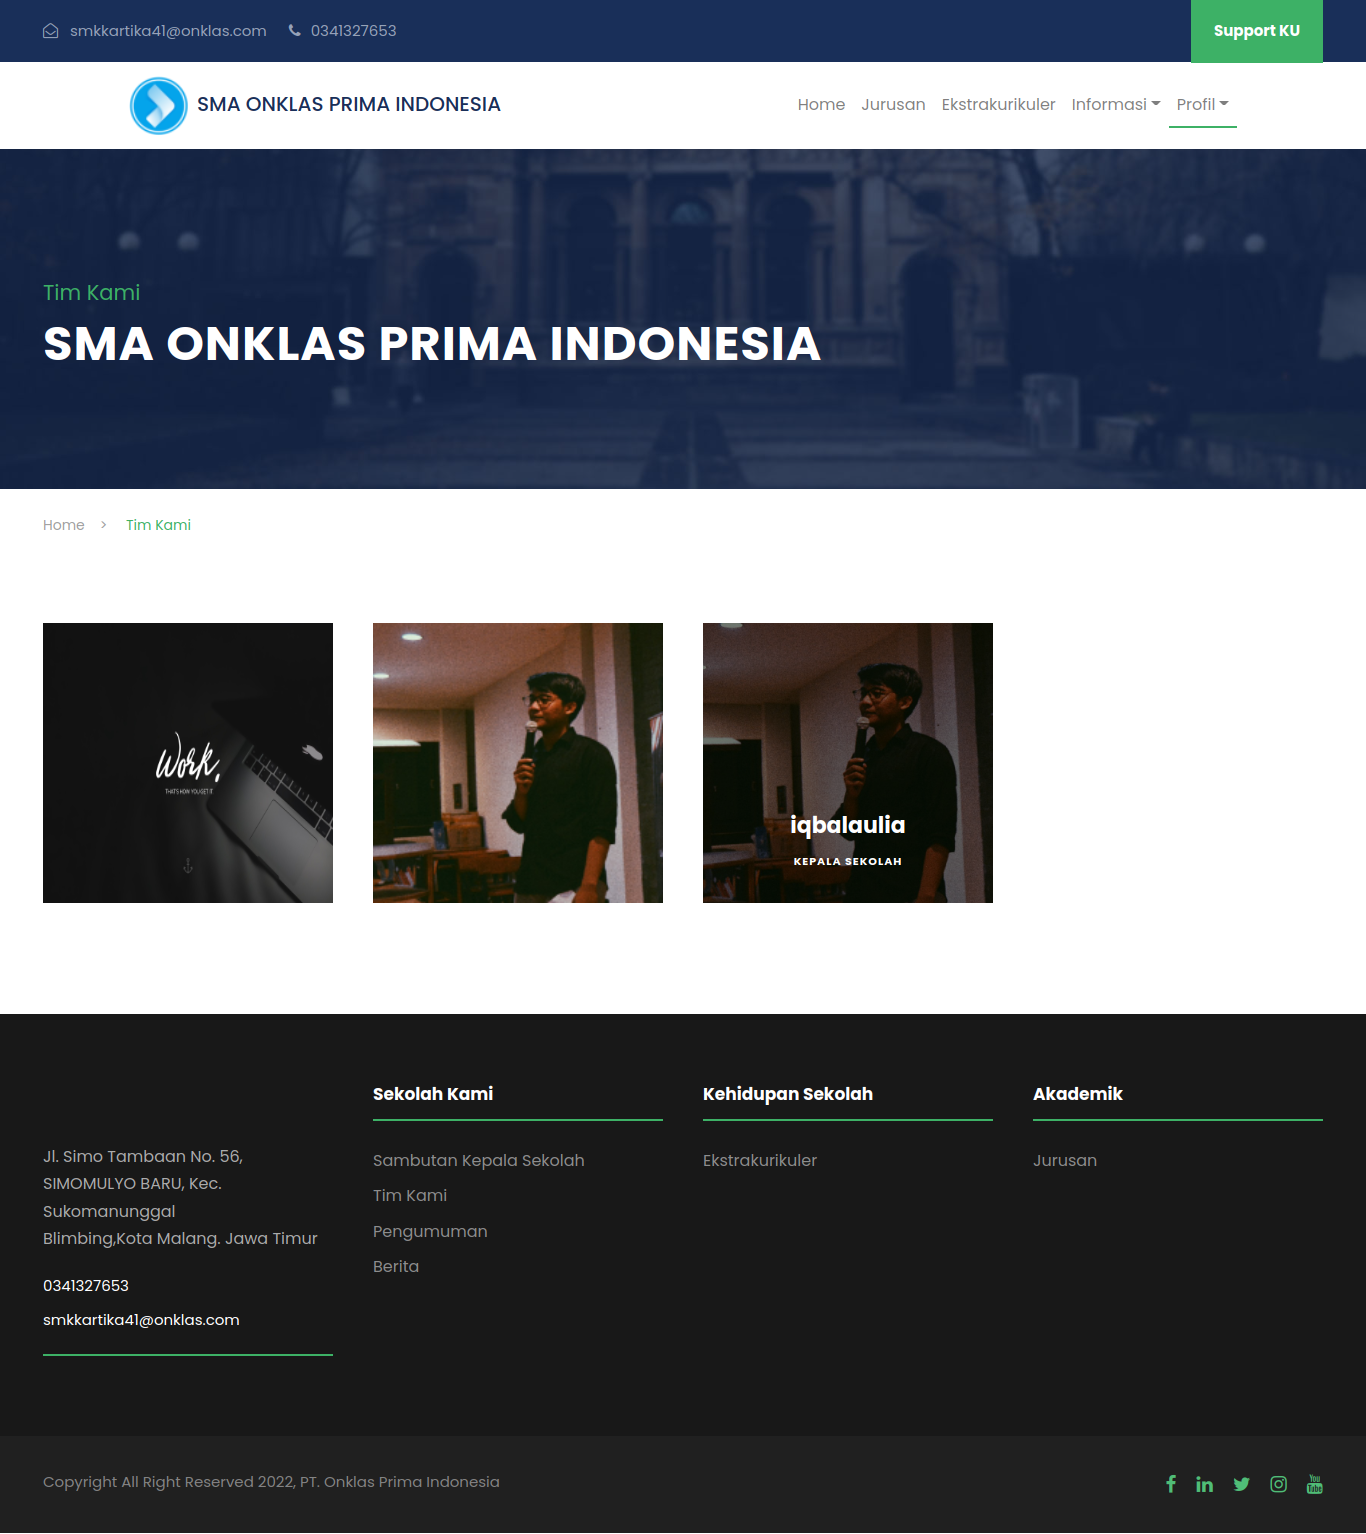 smkkartika41@onklas.com 0341327653 Support KU
SMA ONKLAS PRIMA INDONESIA Home Jurusan Ekstrakurikuler Informasi Profil
Tim Kami
SMA ONKLAS PRIMA INDONESIA
Home > Tim Kami
Work.
THAT'S HOW YOU GET IT
iqbalaulia
KEPALA SEKOLAH
Sekolah Kami Kehidupan Sekolah Akademik
Jl. Simo Tambaan No. 56,
SIMOMULYO BARU, Kec.
Sukomanunggal
Blimbing,Kota Malang. Jawa Timur
0341327653
smkkartika41@onklas.com
Sambutan Kepala Sekolah
Tim Kami
Pengumuman
Berita
Ekstrakurikuler
Jurusan
Copyright All Right Reserved 2022, PT. Onklas Prima Indonesia
You
Tube